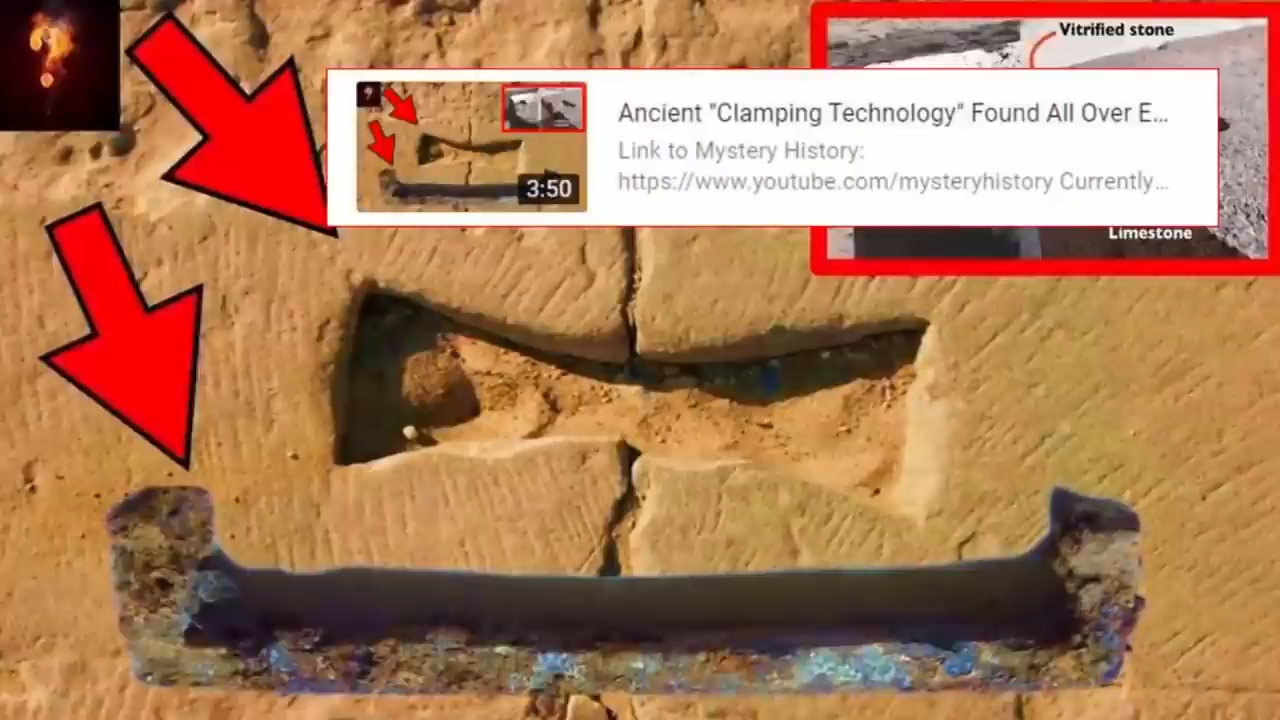 Vitrified stone
Ancient "Clamping Technology" Found All Over E...
Link to Mystery History:
https://www.youtube.com/mysteryhistory Currently...
3:50
Limestone